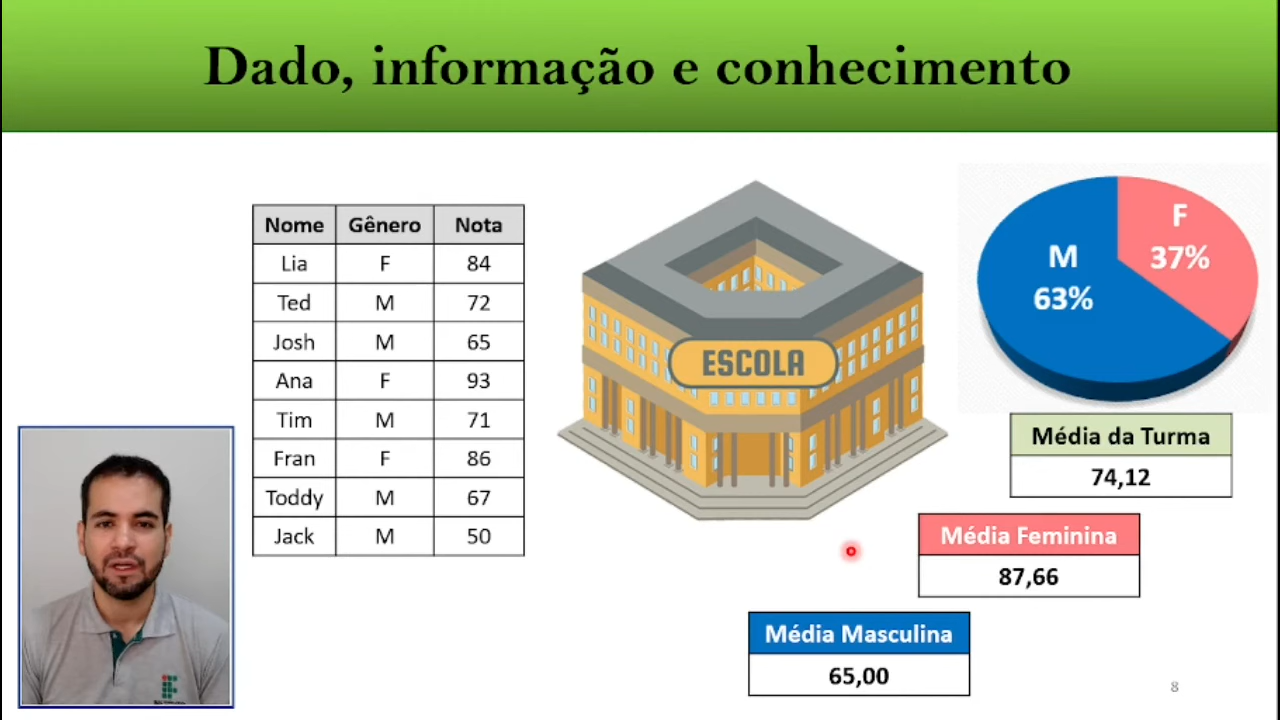 Dado, informação e conhecimento
Nome Gênero Nota
Lia F 84
Ted M 72
Josh M 65
Ana F 93
Tim M 71
Fran F 86
Toddy M 67
Jack M 50
ESCOLA
F
37%
M
63%
Média da Turma
74,12
Média Feminina
87,66
Média Masculina
65,00
8